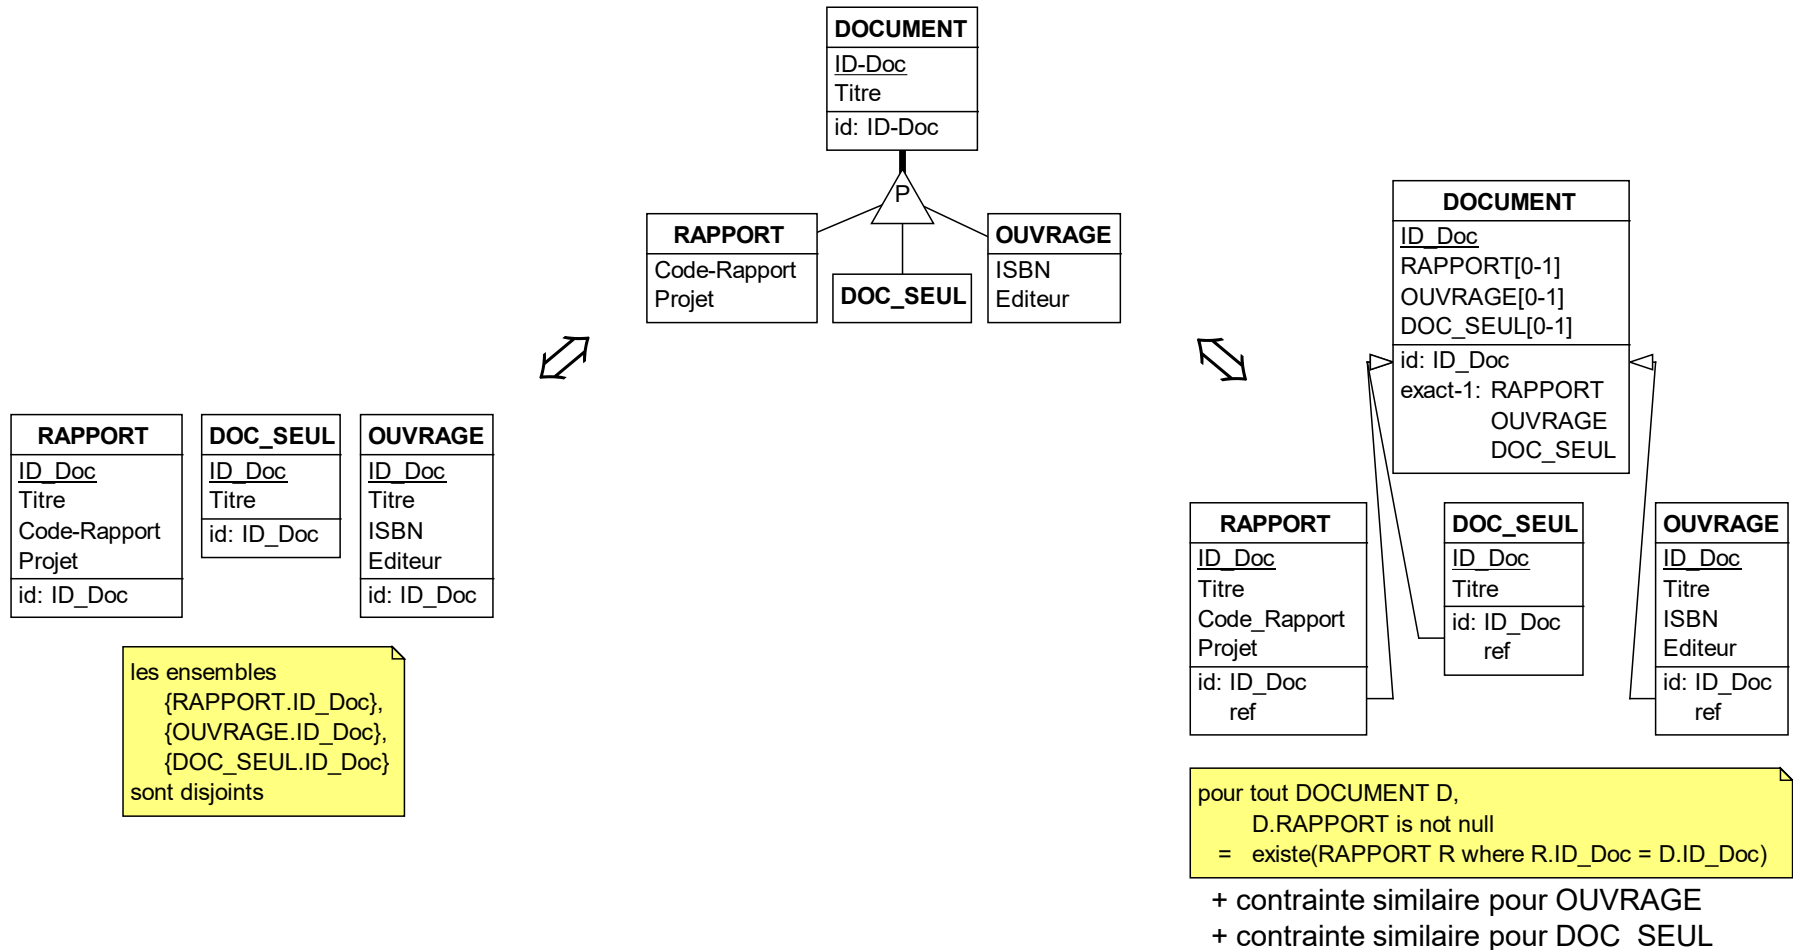 DOCUMENT
ID-Doc
Titre
id: ID-Doc
P
RAPPORT
Code-Rapport
Projet
DOC_SEUL
OUVRAGE
ISBN
Editeur
RAPPORT
ID_Doc
Titre
Code-Rapport
Projet
id: ID_Doc
DOC_SEUL
ID_Doc
Titre
id: ID_Doc
OUVRAGE
ID_Doc
Titre
ISBN
Editeur
id: ID_Doc
les ensembles
{RAPPORT.ID_Doc},
{OUVRAGE.ID_Doc},
{DOC_SEUL.ID_Doc}
sont disjoints
DOCUMENT
ID_Doc
RAPPORT[0-1]
OUVRAGE[0-1]
DOC_SEUL[0-1]
id: ID_Doc
exact-1: RAPPORT
OUVRAGE
DOC_SEUL
RAPPORT
ID_Doc
Titre
Code_Rapport
Projet
id: ID_Doc
ref
DOC_SEUL
ID_Doc
Titre
id: ID_Doc
ref
OUVRAGE
ID_Doc
Titre
ISBN
Editeur
id: ID_Doc
ref
pour tout DOCUMENT D,
D.RAPPORT is not null
= existe(RAPPORT R where R.ID_Doc = D.ID_Doc)
+ contrainte similaire pour OUVRAGE
+ contrainte similaire pour DOC_SEUL